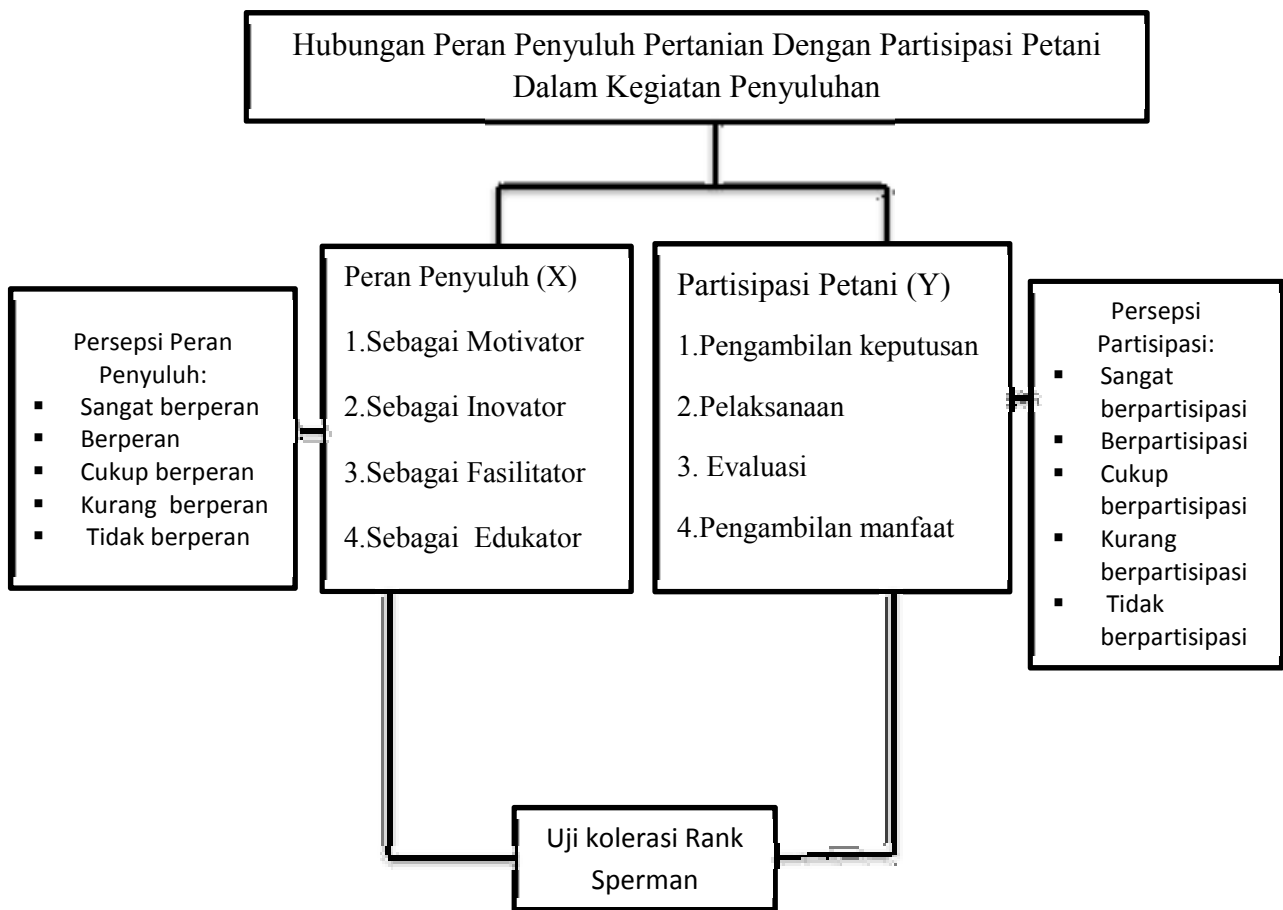 Hubungan Peran Penyuluh Pertanian Dengan Partisipasi Petani
Dalam Kegiatan Penyuluhan
Persepsi Peran
Penyuluh:
▪ Sangat berperan
▪ Berperan
▪ Cukup berperan
▪ Kurang berperan
▪ Tidak berperan
Peran Penyuluh (X)
1.Sebagai Motivator
2.Sebagai Inovator
3.Sebagai Fasilitator
4.Sebagai Edukator
Partisipasi Petani (Y)
1.Pengambilan keputusan
2.Pelaksanaan
3. Evaluasi
4.Pengambilan manfaat
Persepsi
Partisipasi:
▪ Sangat
berpartisipasi
▪ Berpartisipasi
▪ Cukup
berpartisipasi
▪ Kurang
berpartisipasi
▪ Tidak
berpartisipasi
Uji kolerasi Rank
Sperman